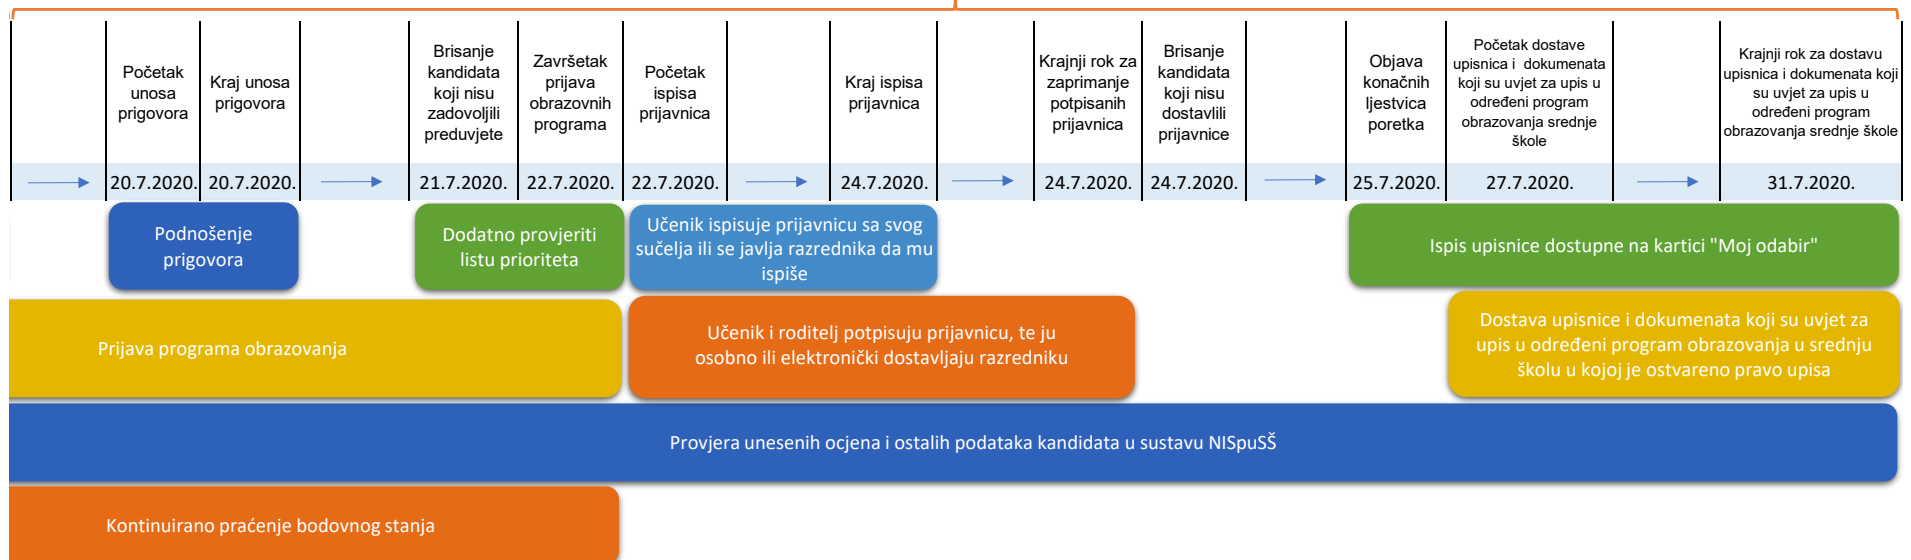 Početak
unosa
prigovora
Kraj unosa
prigovora
Brisanje
kandidata
koji nisu
zadovoljili
preduvjete
Završetak
prijava
obrazovnih
programa
Početak
ispisa
prijavnica
Kraj ispisa
prijavnica
Krajnji rok za
zaprimanje
potpisanih
prijavnica
Brisanje
kandidata
koji nisu
dostavlili
prijavnice
Objava
konačnih
ljestvica
poretka
Početak dostave
upisnica i dokumenata
koji su uvjet za upis u
određeni program
obrazovanja srednje
škole
Krajnji rok za dostavu
upisnica i dokumenata koji
su uvjet za upis u
određeni program
obrazovanja srednje škole
20.7.2020.
20.7.2020.
21.7.2020.
22.7.2020.
22.7.2020.
24.7.2020.
24.7.2020.
24.7.2020.
25.7.2020.
27.7.2020.
31.7.2020.
Podnošenje
prigovora
Dodatno provjeriti
listu prioriteta
Učenik ispisuje prijavnicu sa svog
sučelja ili se javlja razrednika da mu
ispiše
Ispis upisnice dostupne na kartici "Moj odabir"
Prijava programa obrazovanja
Učenik i roditelj potpisuju prijavnicu, te ju
osobno ili elektronički dostavljaju razredniku
Dostava upisnice i dokumenata koji su uvjet za
upis u određeni program obrazovanja u srednju
školu u kojoj je ostvareno pravo upisa
Provjera unesenih ocjena i ostalih podataka kandidata u sustavu NISpuSŠ
Kontinuirano praćenje bodovnog stanja